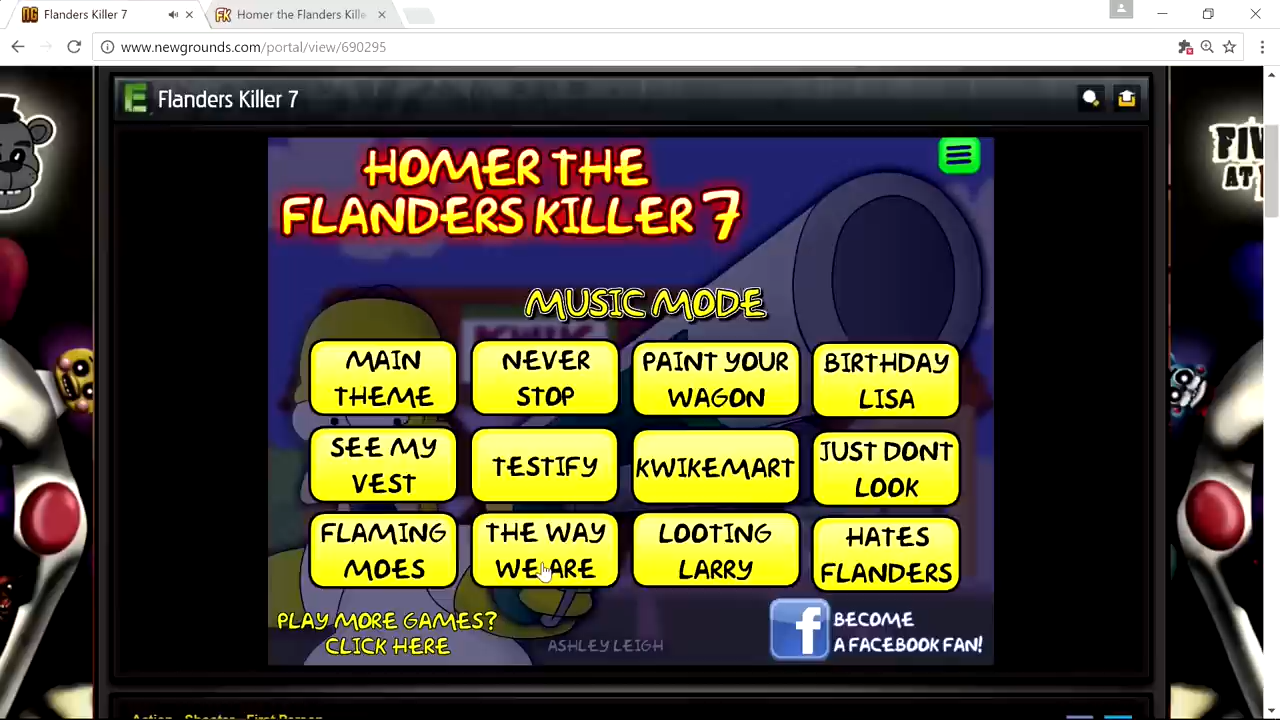 Flanders Killer 7
FK Homer the Flanders Kille
www.newgrounds.com/portal/view/690295
E Flanders Killer 7
HOMER THE
FLANDERS KILLER 7
MUSIC MODE
MAIN
THEME
NEVER
STOP
PAINT YOUR
WAGON
BIRTHDAY
LISA
SEE MY
VEST
TESTIFY
KWIKEMART
JUST DONT
LOOK
FLAMING
MOES
THE WAY
WE ARE
LOOTING
LARRY
HATES
FLANDERS
PLAY MORE GAMES?
CLICK HERE
ASHLEY LEIGH
BECOME
A FACEBOOK FAN!
FIV
AT